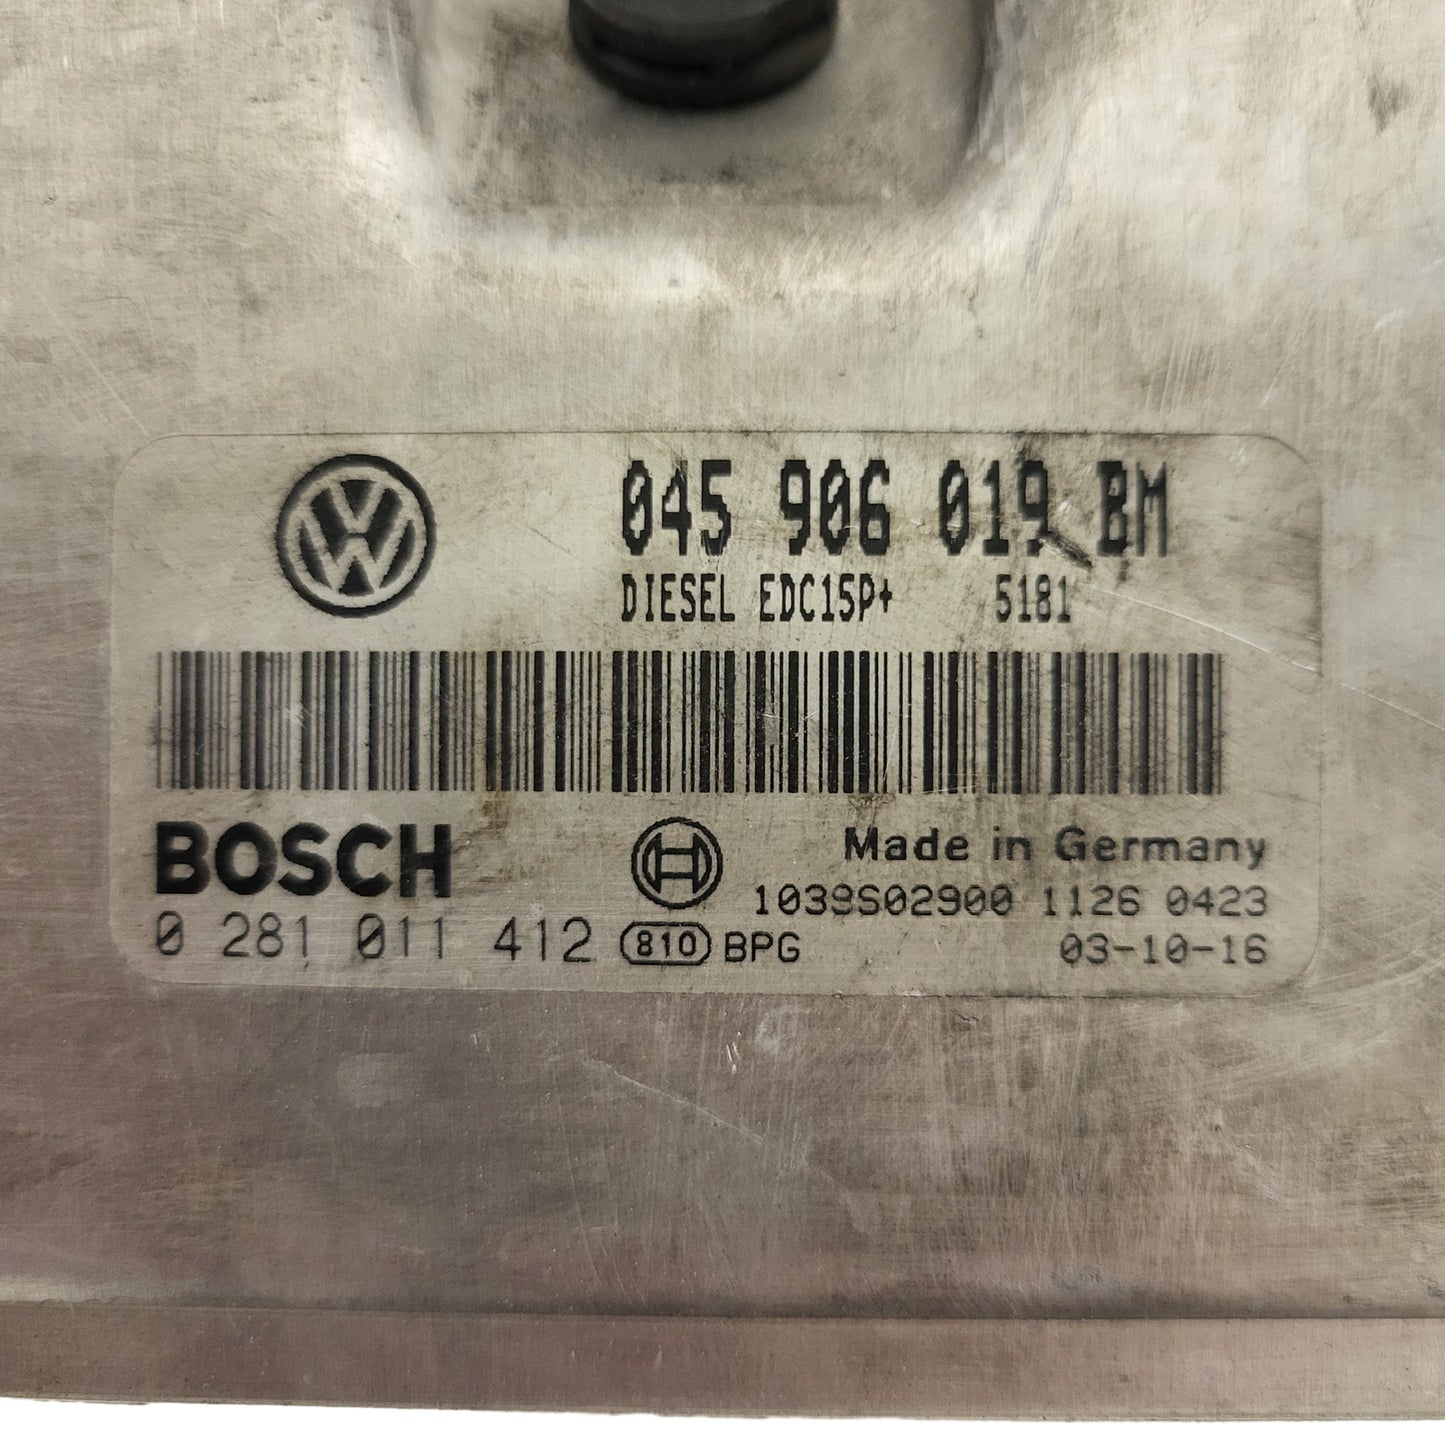 045 906 019 BM
DIESEL EDC15P+ 5181
BOSCH
Made in Germany
1039S02900 1126 0423
0 281 011 412 810 BPG 03-10-16